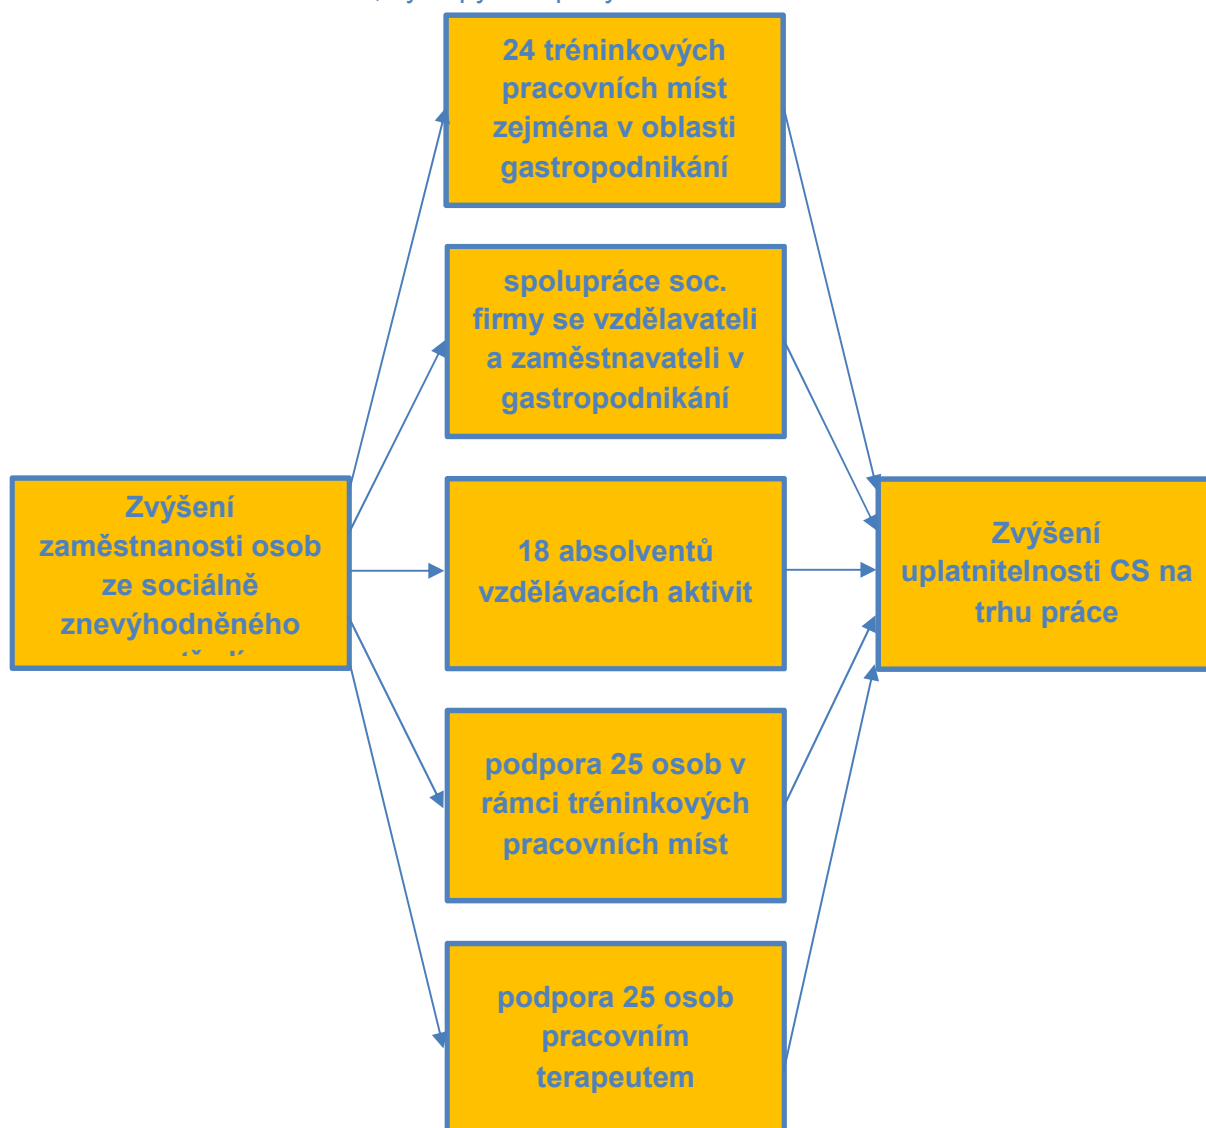 24 tréninkových
pracovních míst
zejména v oblasti
gastropodnikání
spolupráce soc.
firmy se vzdělavateli
a zaměstnavateli v
gastropodnikání
Zvýšení
zaměstnanosti osob
ze sociálně
znevýhodněného
18 absolventů
vzdělávacích aktivit
Zvýšení
uplatnitelnosti CS na
trhu práce
podpora 25 osob v
rámci tréninkových
pracovních míst
podpora 25 osob
pracovním
terapeutem